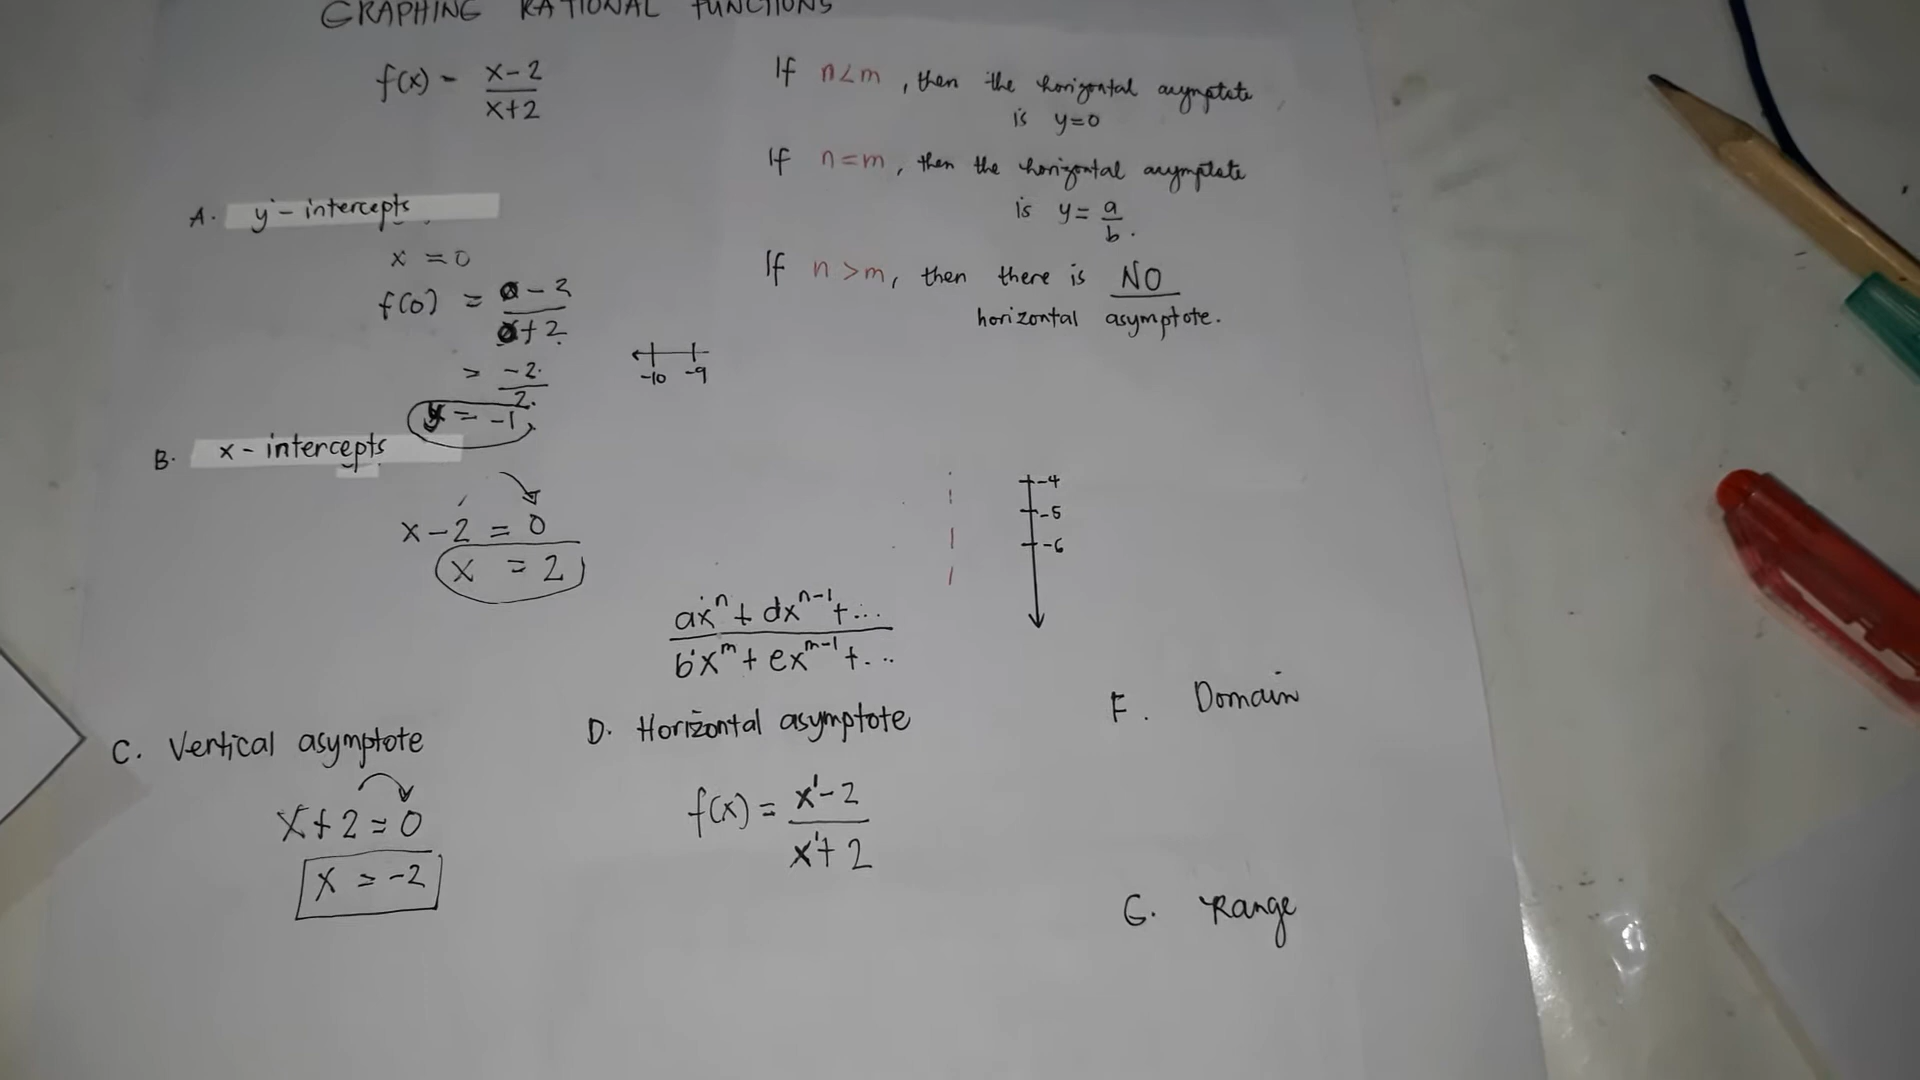 GRAPHING RATIONAL FUNCTIONS
f(x) = x-2 / x+2
If n<m, then the horizontal asymptote
is y=0
If n=m, then the horizontal asymptote
is y= a/b.
If n>m, then there is NO
horizontal asymptote.
A. y-intercepts
x = 0
f(0) = 0-2 / 0+2
= -2 / 2
y = -1
-10 -9
B. x-intercepts
x-2 = 0
x = 2
-4
-5
-6
ax^n + dx^n-1 + ... / bx^m + ex^m-1 + ...
C. Vertical asymptote
x+2=0
x = -2
D. Horizontal asymptote
f(x) = x^1-2 / x^1+2
F. Domain
G. Range